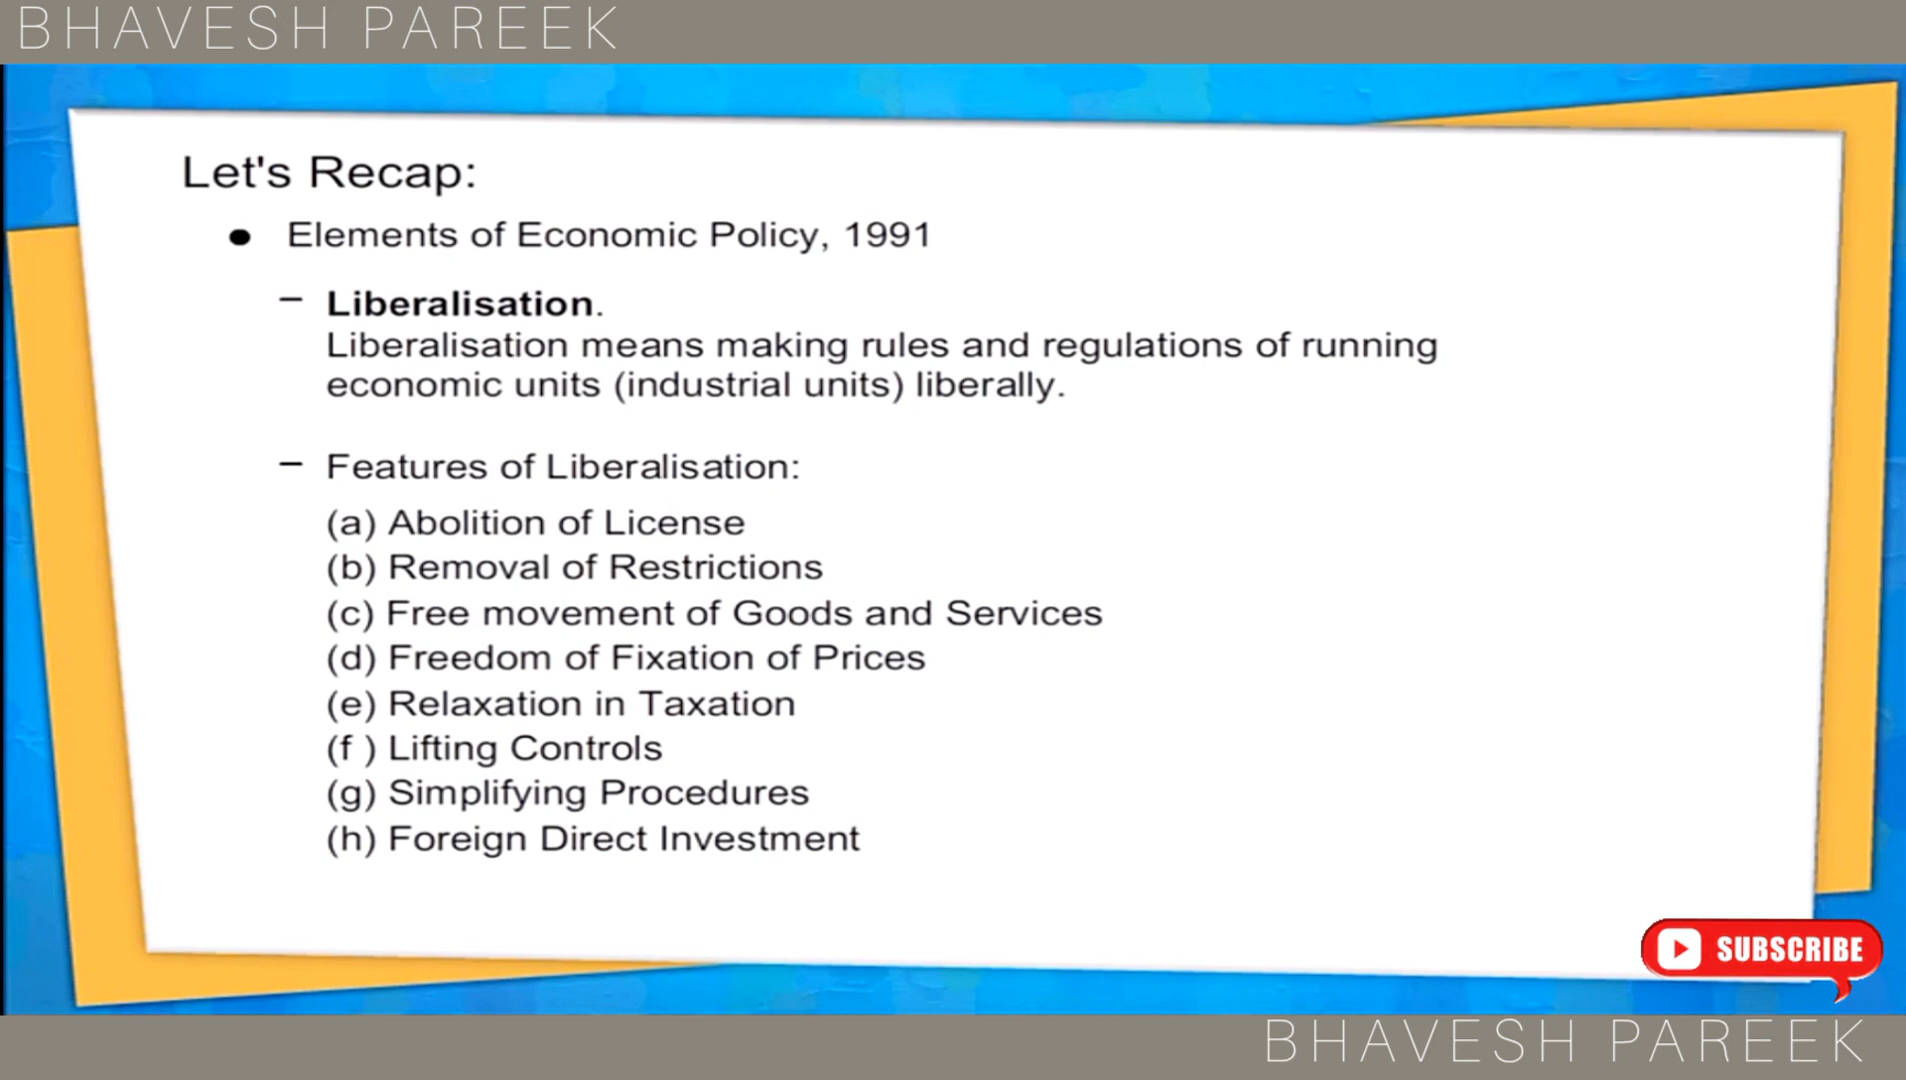 BHAVESH PAREEK
Let's Recap:
● Elements of Economic Policy, 1991
– Liberalisation.
Liberalisation means making rules and regulations of running
economic units (industrial units) liberally.
– Features of Liberalisation:
(a) Abolition of License
(b) Removal of Restrictions
(c) Free movement of Goods and Services
(d) Freedom of Fixation of Prices
(e) Relaxation in Taxation
(f ) Lifting Controls
(g) Simplifying Procedures
(h) Foreign Direct Investment
SUBSCRIBE
BHAVESH PAREEK